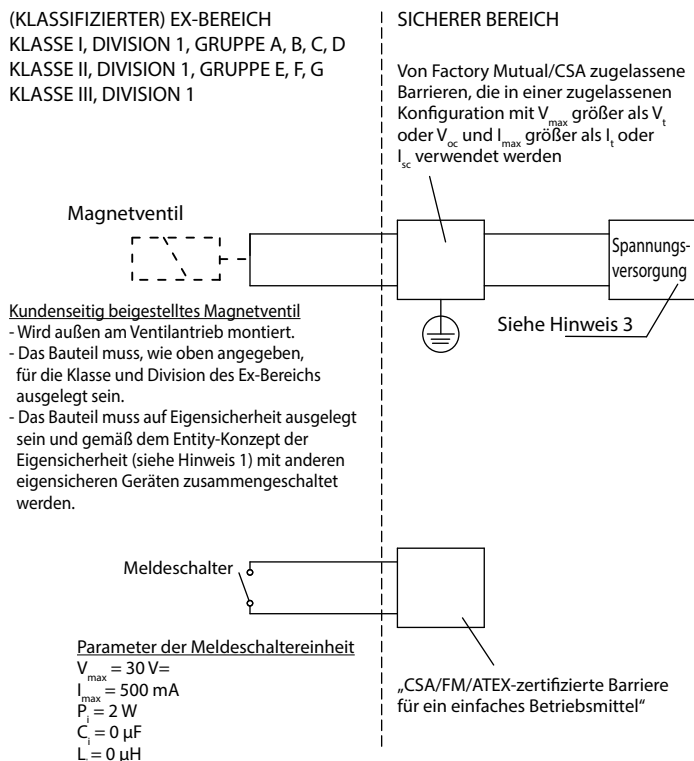 (KLASSIFIZIERTER) EX-BEREICH
KLASSE I, DIVISION 1, GRUPPE A, B, C, D
KLASSE II, DIVISION 1, GRUPPE E, F, G
KLASSE III, DIVISION 1
SICHERER BEREICH
Von Factory Mutual/CSA zugelassene
Barrieren, die in einer zugelassenen
Konfiguration mit Vmax größer als Vt
oder Voc und Imax größer als It oder
Isc verwendet werden
Magnetventil
Spannungs-
versorgung
Siehe Hinweis 3
Kundenseitig beigestelltes Magnetventil
- Wird außen am Ventilantrieb montiert.
- Das Bauteil muss, wie oben angegeben,
für die Klasse und Division des Ex-Bereichs
ausgelegt sein.
- Das Bauteil muss auf Eigensicherheit ausgelegt
sein und gemäß dem Entity-Konzept der
Eigensicherheit (siehe Hinweis 1) mit anderen
eigensicheren Geräten zusammengeschaltet
werden.
Meldeschalter
Parameter der Meldeschaltereinheit
Vmax = 30 V=
Imax = 500 mA
Pi = 2 W
Ci = 0 µF
Li = 0 µH
„CSA/FM/ATEX-zertifizierte Barriere
für ein einfaches Betriebsmittel“